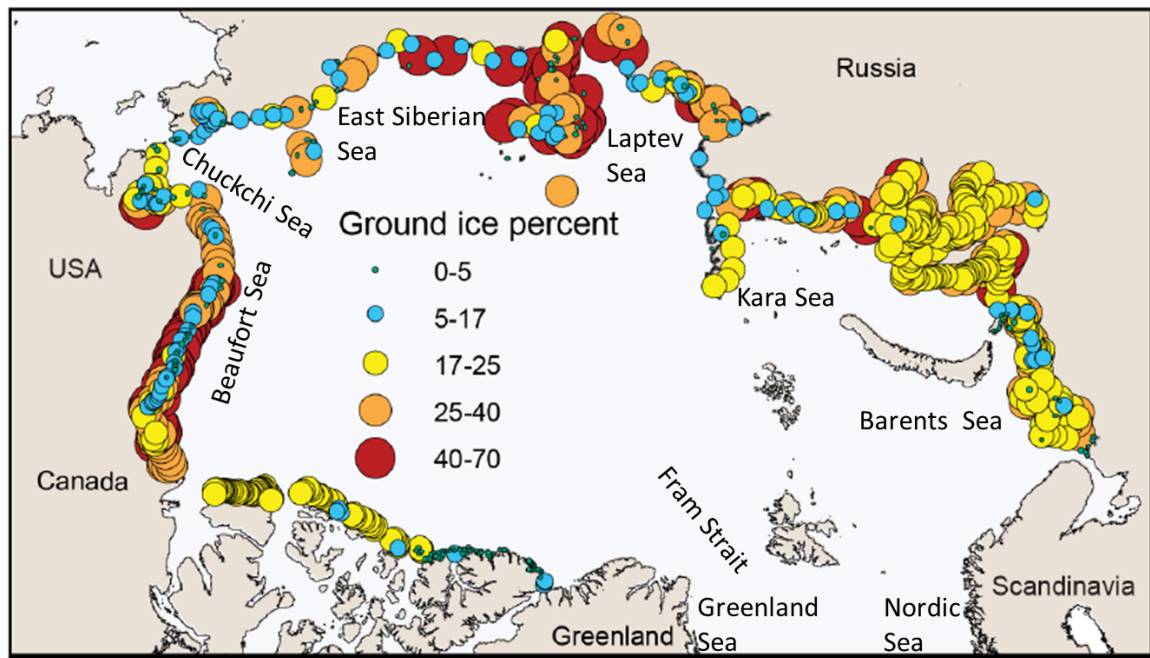 Russia
East Siberian
Sea
Laptev
Sea
Chuckchi Sea
Ground ice percent
USA
0-5
Beaufort Sea
Kara Sea
5-17
17-25
25-40
Barents Sea
40-70
Canada
Fram Strait
Scandinavia
Greenland
Sea
Nordic
Sea
Greenland